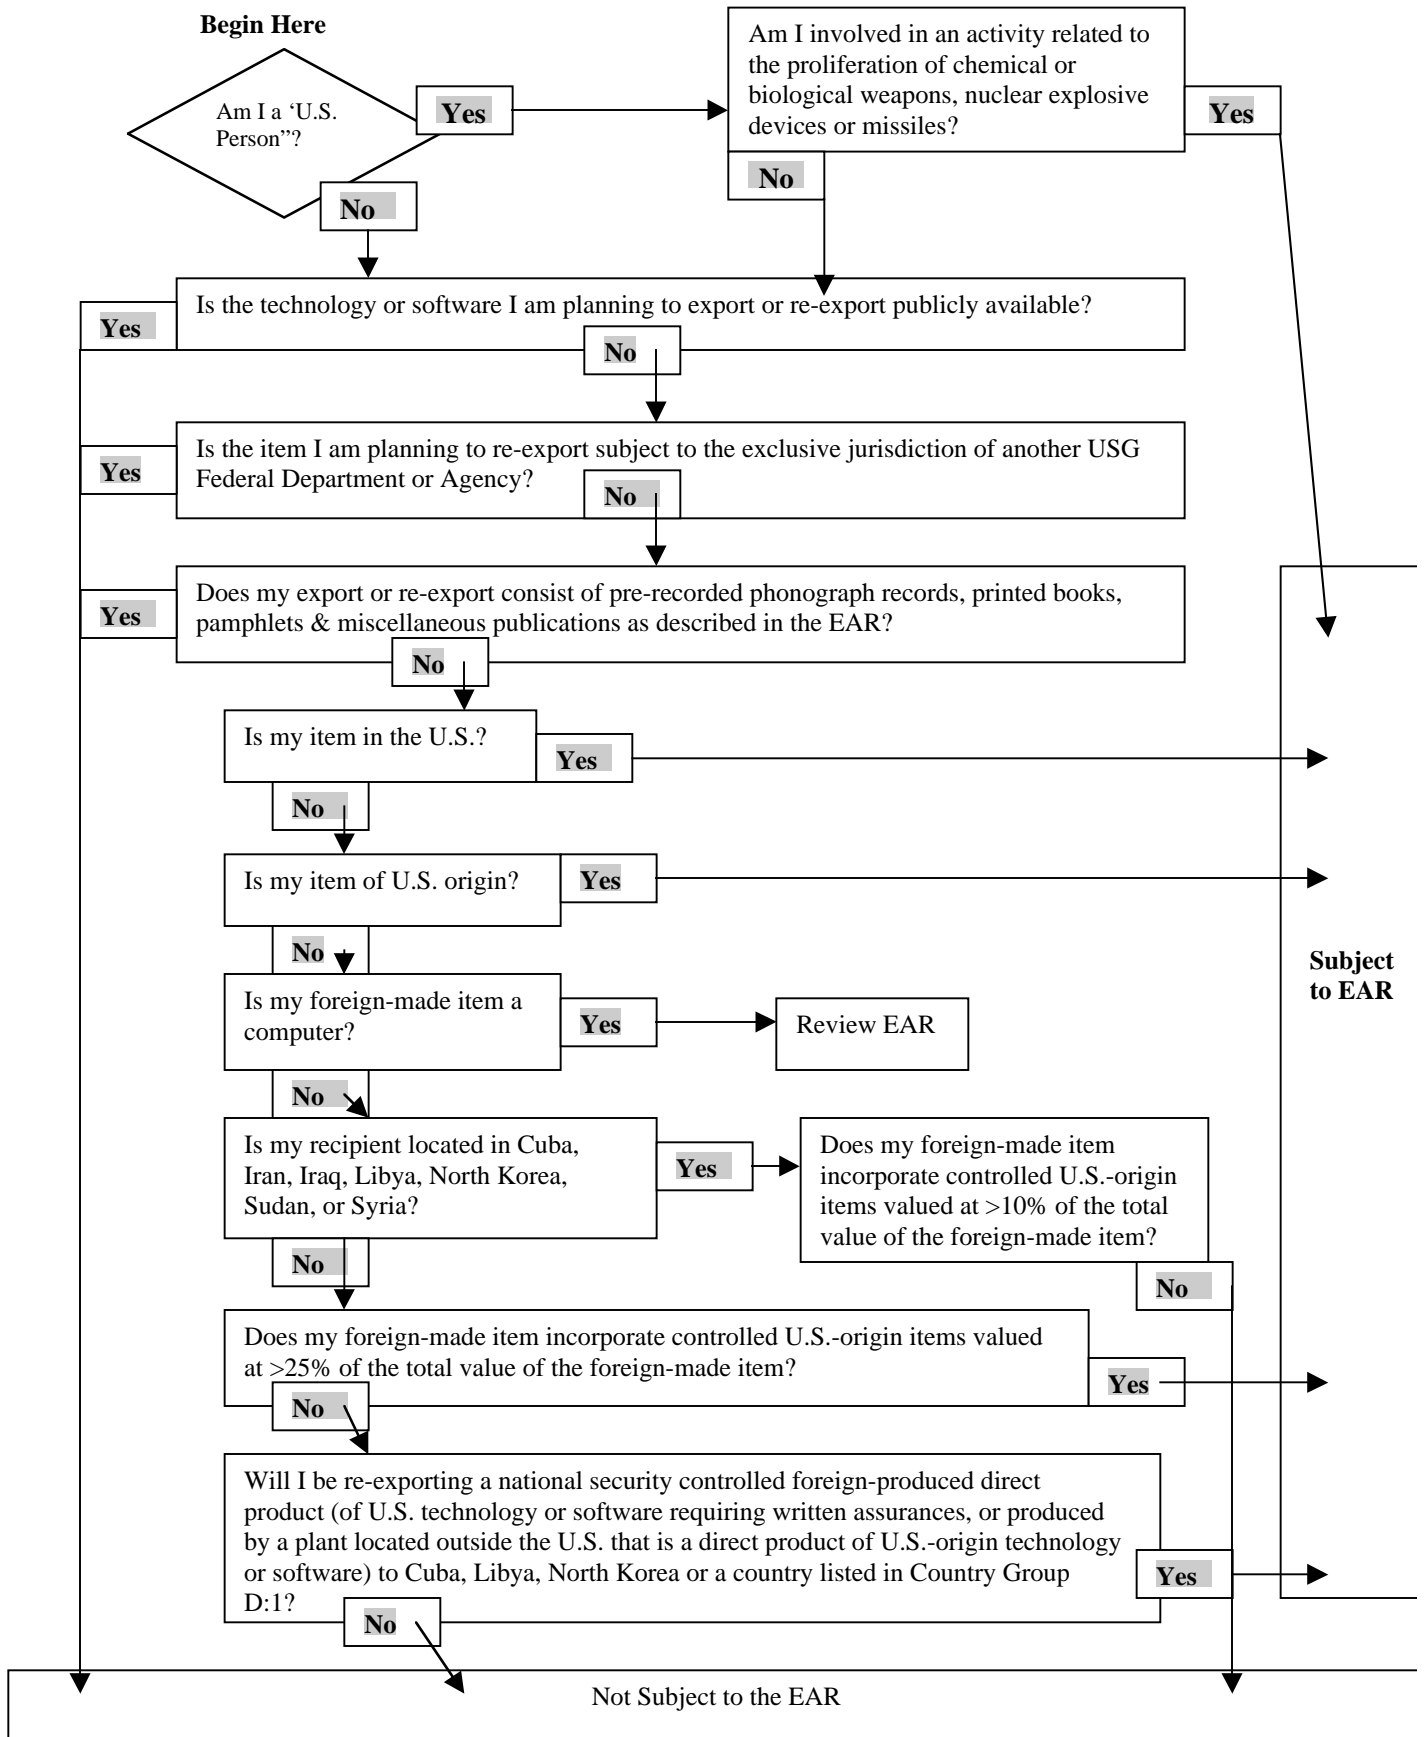 Begin Here
Am I a ‘U.S.
Person”?
Yes
No
Am I involved in an activity related to
the proliferation of chemical or
biological weapons, nuclear explosive
devices or missiles?
Yes
No
Is the technology or software I am planning to export or re-export publicly available?
Yes
No
Is the item I am planning to re-export subject to the exclusive jurisdiction of another USG
Federal Department or Agency?
Yes
No
Does my export or re-export consist of pre-recorded phonograph records, printed books,
pamphlets & miscellaneous publications as described in the EAR?
Yes
No
Is my item in the U.S.?
Yes
No
Is my item of U.S. origin?
Yes
No
Subject
to EAR
Is my foreign-made item a
computer?
Yes
Review EAR
No
Is my recipient located in Cuba,
Iran, Iraq, Libya, North Korea,
Sudan, or Syria?
Yes
No
Does my foreign-made item
incorporate controlled U.S.-origin
items valued at >10% of the total
value of the foreign-made item?
No
Does my foreign-made item incorporate controlled U.S.-origin items valued
at >25% of the total value of the foreign-made item?
Yes
No
Will I be re-exporting a national security controlled foreign-produced direct
product (of U.S. technology or software requiring written assurances, or produced
by a plant located outside the U.S. that is a direct product of U.S.-origin technology
or software) to Cuba, Libya, North Korea or a country listed in Country Group
D:1?
Yes
No
Not Subject to the EAR